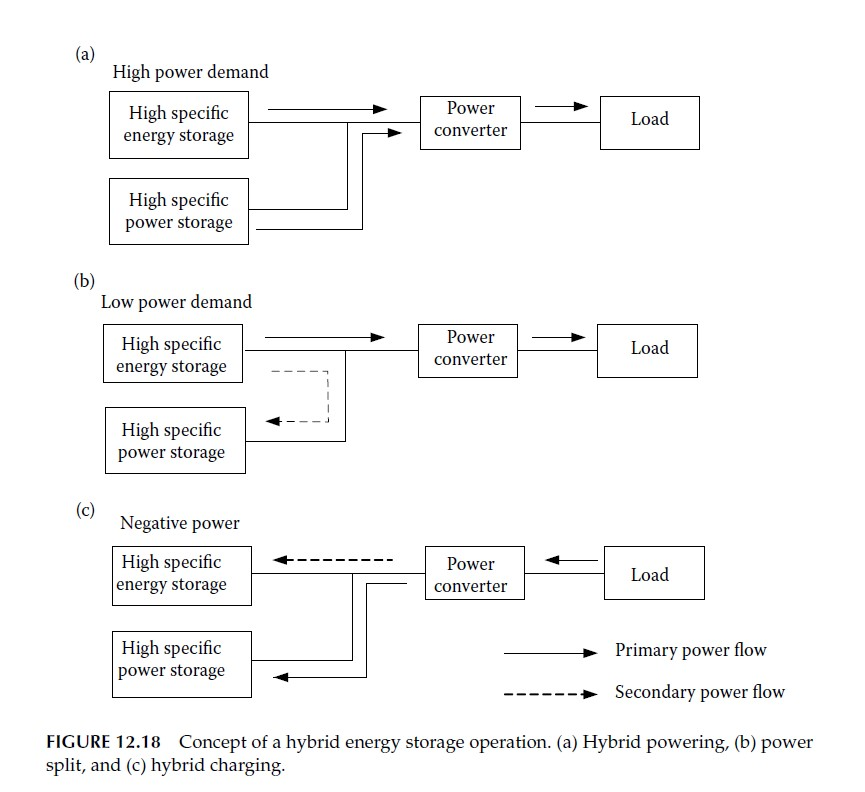 (a)
High power demand
High specific
energy storage
Power
converter
Load
High specific
power storage
(b)
Low power demand
High specific
energy storage
Power
converter
Load
High specific
power storage
(c)
Negative power
High specific
energy storage
Power
converter
Load
High specific
power storage
Primary power flow
Secondary power flow
FIGURE 12.18 Concept of a hybrid energy storage operation. (a) Hybrid powering, (b) power
split, and (c) hybrid charging.